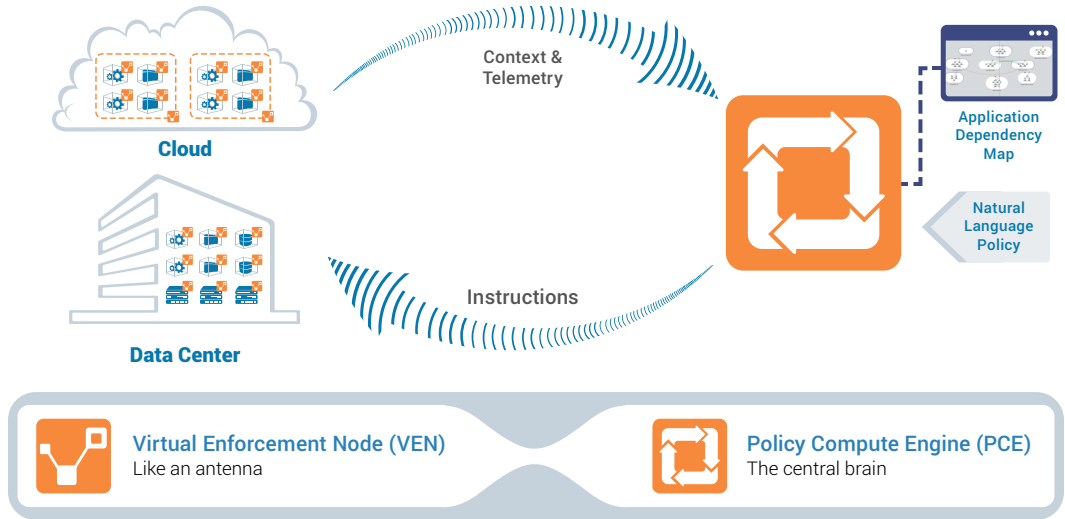 Context &
Telemetry
Cloud
Application
Dependency
Map
Natural
Language
Policy
Instructions
Data Center
Virtual Enforcement Node (VEN)
Like an antenna
Policy Compute Engine (PCE)
The central brain